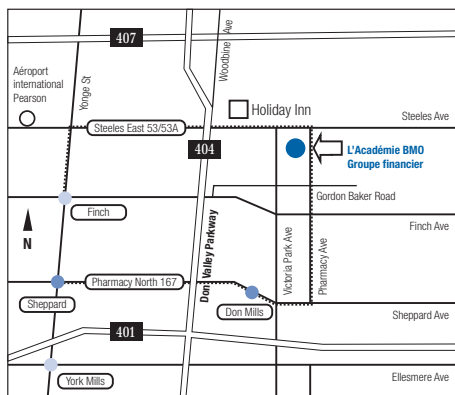 407
Woodbine Ave
Aéroport
international
Pearson
Yonge St
Holiday Inn
Steeles Ave
Steeles East 53/53A
404
L'Académie BMO
Groupe financier
Gordon Baker Road
Finch
Finch Ave
N
Don Valley Parkway
Victoria Park Ave
Pharmacy Ave
Pharmacy North 167
Sheppard
Don Mills
Sheppard Ave
401
York Mills
Ellesmere Ave